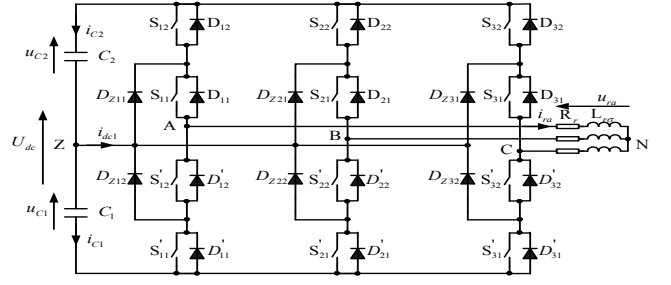 i_C2 S_12 D_12 S_22 D_22 S_32 D_32
u_C2 C_2
D_Z11 S_11 D_11 D_Z21 S_21 D_21 D_Z31 S_31 D_31 u_ra
A i_ra R_r L_rσ
U_dc Z i_dc1 B N
C
D_Z12 S'_12 D'_12 D_Z22 S'_22 D'_22 D_Z32 S'_32 D'_32
u_C1 C_1
i_C1 S'_11 D'_11 S'_21 D'_21 S'_31 D'_31